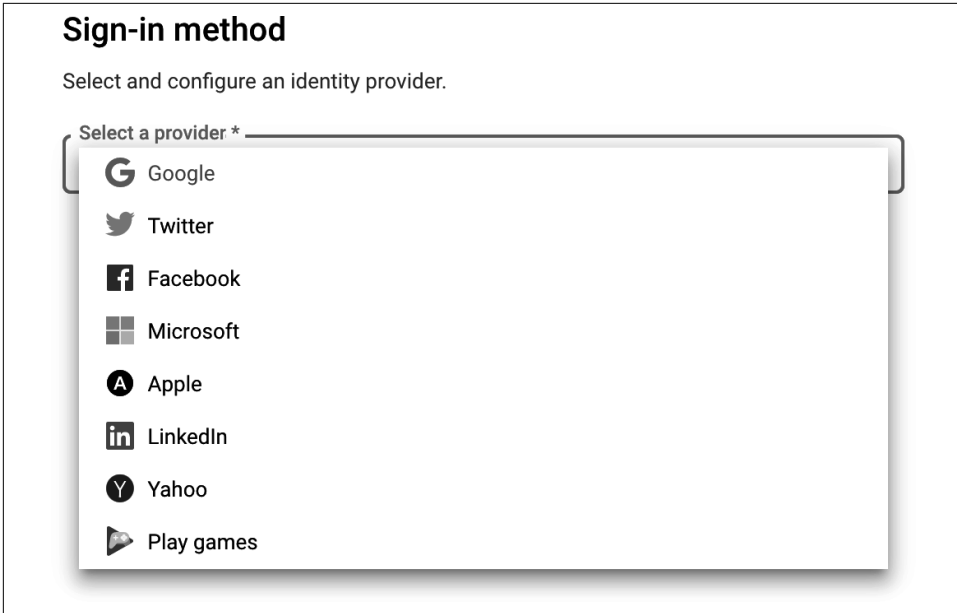 Sign-in method
Select and configure an identity provider.
Select a provider *
Google
Twitter
Facebook
Microsoft
Apple
LinkedIn
Yahoo
Play games